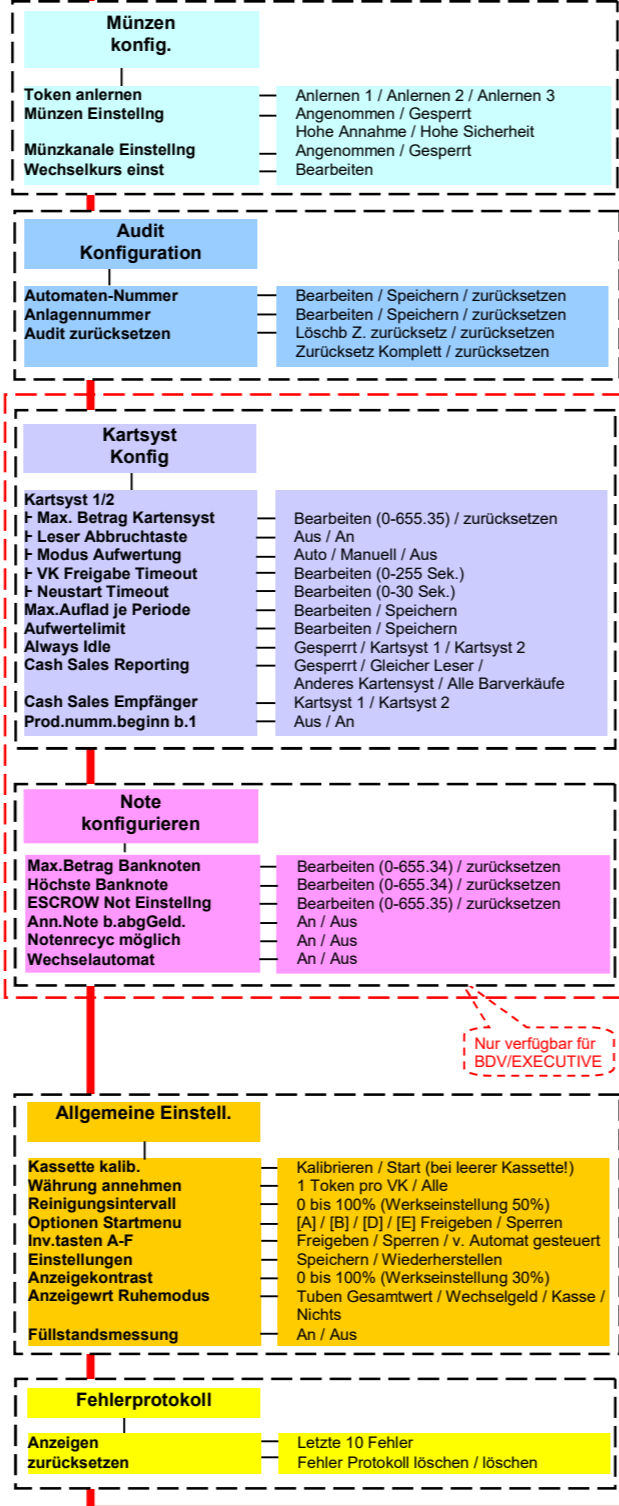 Münzen
konfig.
Token anlernen Anlernen 1 / Anlernen 2 / Anlernen 3
Münzen Einstellng Angenommen / Gesperrt
Hohe Annahme / Hohe Sicherheit
Münzkanale Einstellng Angenommen / Gesperrt
Wechselkurs einst Bearbeiten
Audit
Konfiguration
Automaten-Nummer Bearbeiten / Speichern / zurücksetzen
Anlagennummer Bearbeiten / Speichern / zurücksetzen
Audit zurücksetzen Löschb Z. zurücksetz / zurücksetzen
Zurücksetz Komplett / zurücksetzen
Kartsyst
Konfig
Kartsyst 1/2
├ Max. Betrag Kartensyst Bearbeiten (0-655.35) / zurücksetzen
├ Leser Abbruchtaste Aus / An
├ Modus Aufwertung Auto / Manuell / Aus
├ VK Freigabe Timeout Bearbeiten (0-255 Sek.)
├ Neustart Timeout Bearbeiten (0-30 Sek.)
Max.Auflad je Periode Bearbeiten / Speichern
Aufwertelimit Bearbeiten / Speichern
Always Idle Gesperrt / Kartsyst 1 / Kartsyst 2
Cash Sales Reporting Gesperrt / Gleicher Leser /
Anderes Kartensyst / Alle Barverkäufe
Cash Sales Empfänger Kartsyst 1 / Kartsyst 2
Prod.numm.beginn b.1 Aus / An
Note
konfigurieren
Max.Betrag Banknoten Bearbeiten (0-655.34) / zurücksetzen
Höchste Banknote Bearbeiten (0-655.34) / zurücksetzen
ESCROW Not Einstellng Bearbeiten (0-655.35) / zurücksetzen
Ann.Note b.abgGeld. An / Aus
Notenrecyc möglich An / Aus
Wechselautomat An / Aus
Nur verfügbar für
BDV/EXECUTIVE
Allgemeine Einstell.
Kassette kalib. Kalibrieren / Start (bei leerer Kassette!)
Währung annehmen 1 Token pro VK / Alle
Reinigungsintervall 0 bis 100% (Werkseinstellung 50%)
Optionen Startmenu [A] / [B] / [D] / [E] Freigeben / Sperren
Inv.tasten A-F Freigeben / Sperren / v. Automat gesteuert
Einstellungen Speichern / Wiederherstellen
Anzeigekontrast 0 bis 100% (Werkseinstellung 30%)
Anzeigewrt Ruhemodus Tuben Gesamtwert / Wechselgeld / Kasse /
Nichts
Füllstandsmessung An / Aus
Fehlerprotokoll
Anzeigen Letzte 10 Fehler
zurücksetzen Fehler Protokoll löschen / löschen